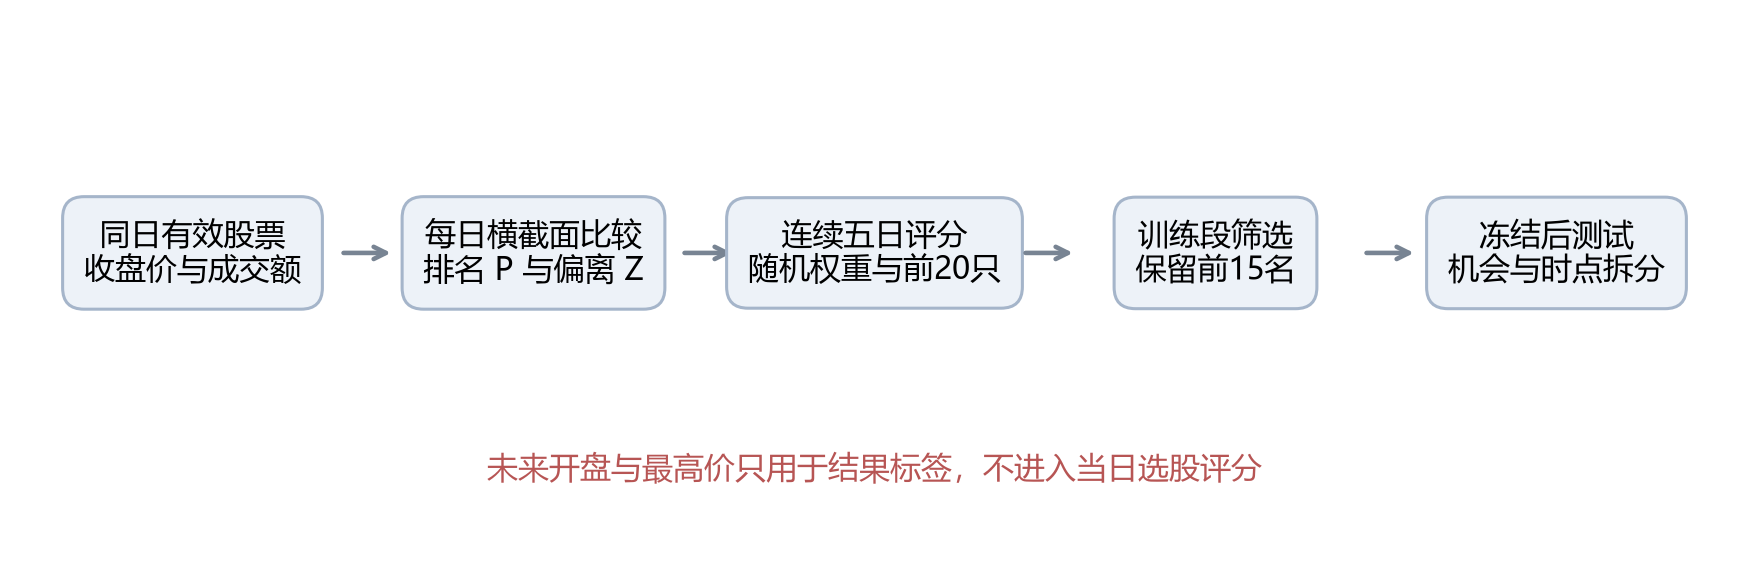 同日有效股票
收盘价与成交额
每日横截面比较
排名 P 与偏离 Z
连续五日评分
随机权重与前20只
训练段筛选
保留前15名
冻结后测试
机会与时点拆分
未来开盘与最高价只用于结果标签，不进入当日选股评分